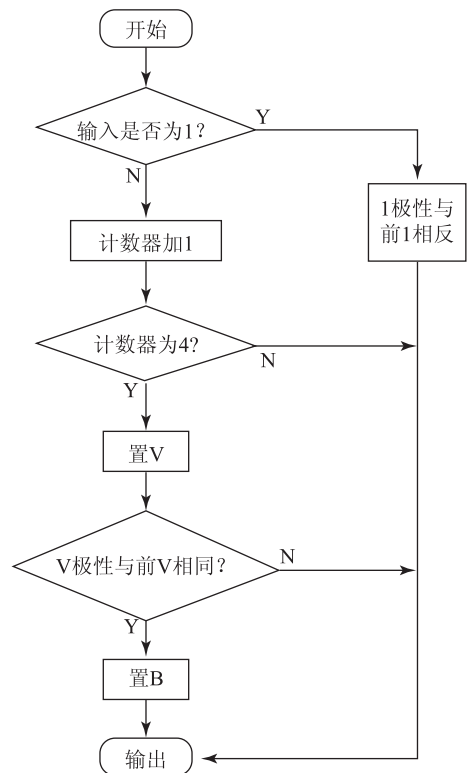 开始
输入是否为1?
Y
N
1极性与
前1相反
计数器加1
计数器为4?
N
Y
置V
V极性与前V相同?
N
Y
置B
输出